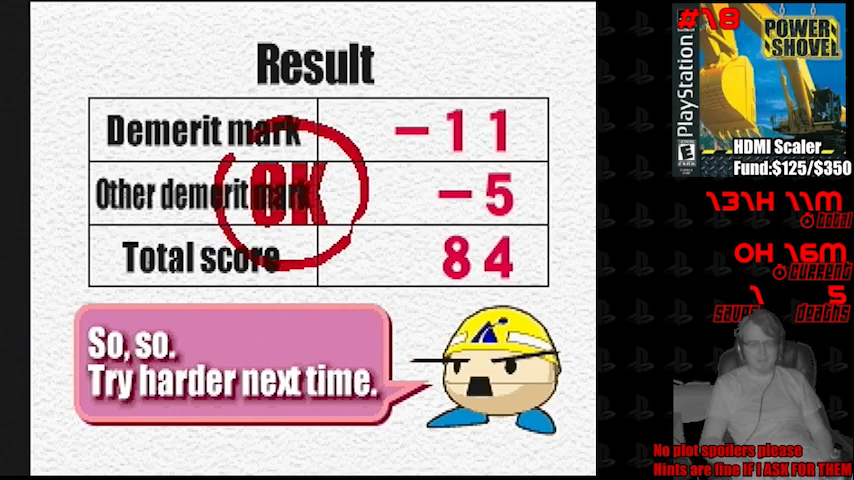 Result
Demerit mark -11
Other demerit mark -5
Total score 84
OK
So, so.
Try harder next time.
#18
PlayStation
POWER
SHOVEL
HDMI Scaler
Fund:$125/$350
131H 11M
total
0H 16M
current
1 5
saves deaths
No plot spoilers please
Hints are fine IF I ASK FOR THEM